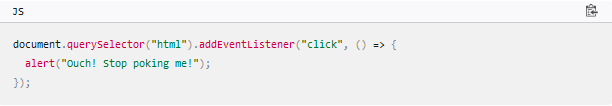 JS
document.querySelector("html").addEventListener("click", () => {
  alert("Ouch! Stop poking me!");
});